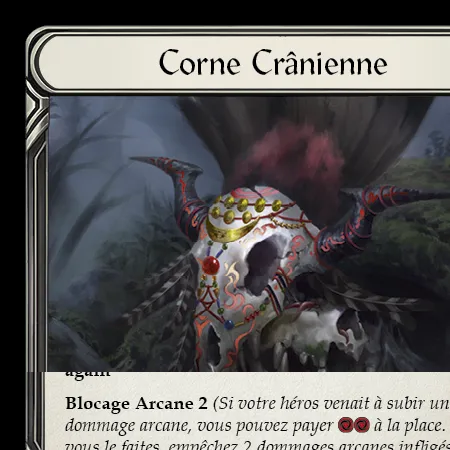 Corne Crânienne
again
Blocage Arcane 2 (Si votre héros venait à subir un
dommage arcane, vous pouvez payer à la place.
vous le faites, empêchez 2 dommages arcanes infligés